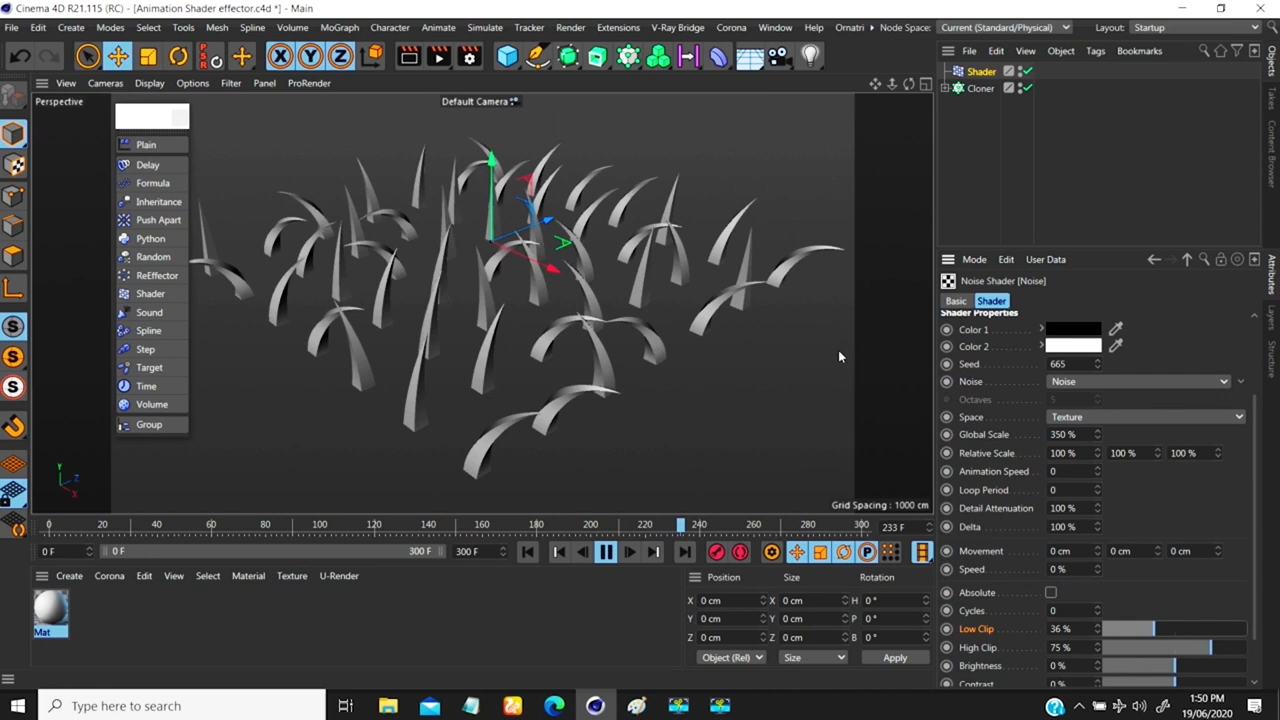 Cinema 4D R21.115 (RC) - [Animation Shader effector.c4d *] - Main
File Edit Create Modes Select Tools Mesh Spline Volume MoGraph Character Animate Simulate Tracker Render Extensions V-Ray Bridge Corona Window Help Ornatri Node Space: Current (Standard/Physical) Layout: Startup
PSR X Y Z
File Edit View Object Tags Bookmarks
View Cameras Display Options Filter Panel ProRender
Perspective
Default Camera
Shader
Cloner
Plain
Delay
Formula
Inheritance
Push Apart
Python
Random
ReEffector
Shader
Sound
Spline
Step
Target
Time
Volume
Group
Objects
Takes
Content Browser
Attributes
Layers
Structure
Mode Edit User Data
Noise Shader [Noise]
Basic Shader
Shader Properties
Color 1
Color 2
Seed 665
Noise Noise
Octaves 5
Space Texture
Global Scale 350 %
Relative Scale 100 % 100 % 100 %
Animation Speed 0
Loop Period 0
Detail Attenuation 100 %
Delta 100 %
Movement 0 cm 0 cm 0 cm
Speed 0 %
Absolute
Cycles 0
Low Clip 36 %
High Clip 75 %
Brightness 0 %
Contrast 0 %
Y Z X
Grid Spacing : 1000 cm
0 20 40 60 80 100 120 140 160 180 200 220 240 260 280 300 233 F
0 F 0 F 300 F 300 F
Create Corona Edit View Select Material Texture U-Render
Mat
Position Size Rotation
X 0 cm X 0 cm H 0 °
Y 0 cm Y 0 cm P 0 °
Z 0 cm Z 0 cm B 0 °
Object (Rel) Size Apply
Type here to search
1:50 PM
19/06/2020